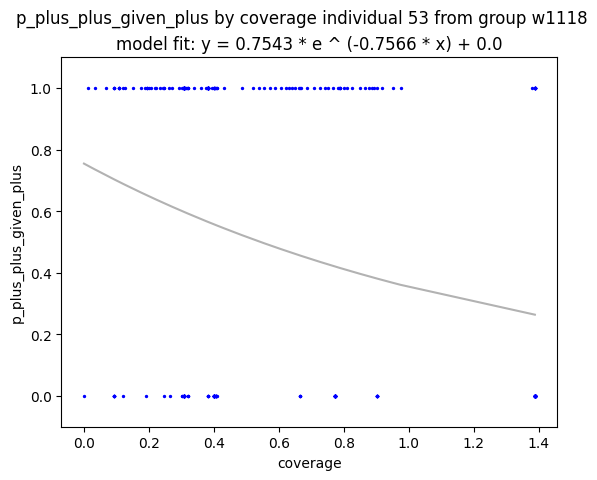 p_plus_plus_given_plus by coverage individual 53 from group w1118
model fit: y = 0.7543 * e ^ (-0.7566 * x) + 0.0
p_plus_plus_given_plus
1.0
0.8
0.6
0.4
0.2
0.0
0.0 0.2 0.4 0.6 0.8 1.0 1.2 1.4
coverage